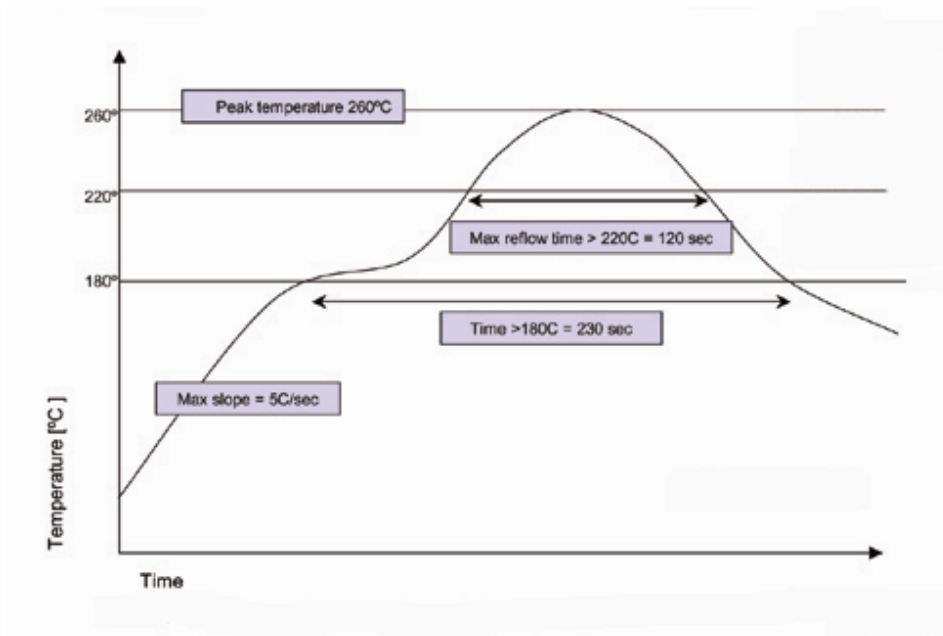 Peak temperature 260ºC
260º
220º
Max reflow time > 220C = 120 sec
180º
Time >180C = 230 sec
Max slope = 5C/sec
Temperature [ºC ]
Time